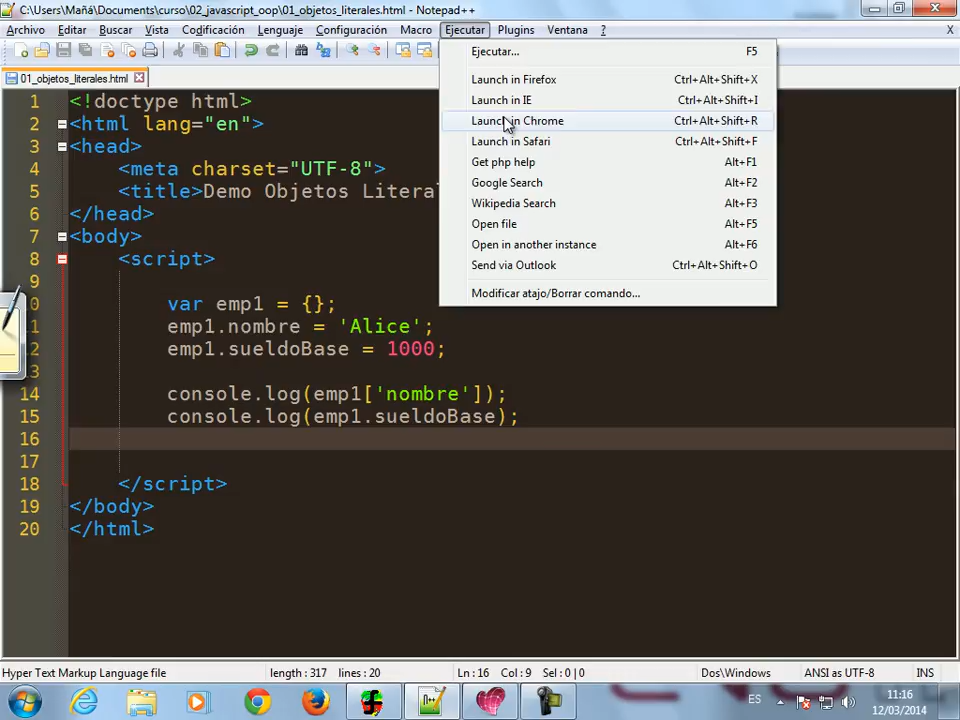 C:\Users\Mañá\Documents\curso\02_javascript_oop\01_objetos_literales.html - Notepad++
Archivo Editar Buscar Vista Codificación Lenguaje Configuración Macro Ejecutar Plugins Ventana ? X
01_objetos_literales.html
Ejecutar... F5
Launch in Firefox Ctrl+Alt+Shift+X
Launch in IE Ctrl+Alt+Shift+I
Launch in Chrome Ctrl+Alt+Shift+R
Launch in Safari Ctrl+Alt+Shift+F
Get php help Alt+F1
Google Search Alt+F2
Wikipedia Search Alt+F3
Open file Alt+F5
Open in another instance Alt+F6
Send via Outlook Ctrl+Alt+Shift+O
Modificar atajo/Borrar comando...
1 <!doctype html>
2 <html lang="en">
3 <head>
4 <meta charset="UTF-8">
5 <title>Demo Objetos Literal
6 </head>
7 <body>
8 <script>
9
10 var emp1 = {};
11 emp1.nombre = 'Alice';
12 emp1.sueldoBase = 1000;
13
14 console.log(emp1['nombre']);
15 console.log(emp1.sueldoBase);
16
17
18 </script>
19 </body>
20 </html>
Hyper Text Markup Language file length : 317 lines : 20 Ln : 16 Col : 9 Sel : 0 | 0 Dos\Windows ANSI as UTF-8 INS
ES 11:16
12/03/2014